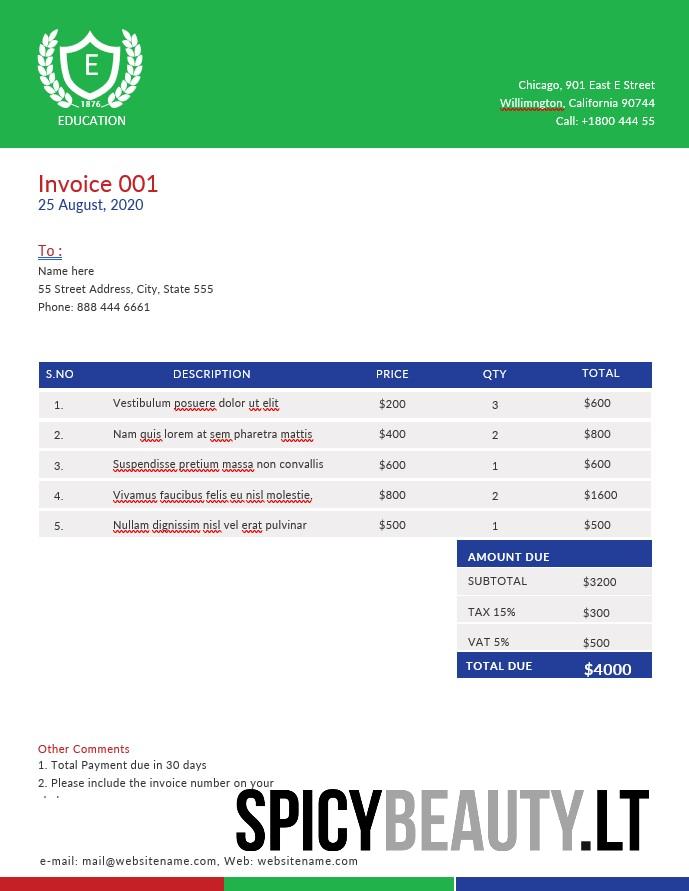 E
1876
EDUCATION
Chicago, 901 East E Street
Willimngton, California 90744
Call: +1800 444 55
Invoice 001
25 August, 2020
To :
Name here
55 Street Address, City, State 555
Phone: 888 444 6661
S.NO DESCRIPTION PRICE QTY TOTAL
1. Vestibulum posuere dolor ut elit $200 3 $600
2. Nam quis lorem at sem pharetra mattis $400 2 $800
3. Suspendisse pretium massa non convallis $600 1 $600
4. Vivamus faucibus felis eu nisl molestie, $800 2 $1600
5. Nullam dignissim nisl vel erat pulvinar $500 1 $500
AMOUNT DUE
SUBTOTAL $3200
TAX 15% $300
VAT 5% $500
TOTAL DUE $4000
Other Comments
1. Total Payment due in 30 days
2. Please include the invoice number on your
SPICYBEAUTY.LT
e-mail: mail@websitename.com, Web: websitename.com